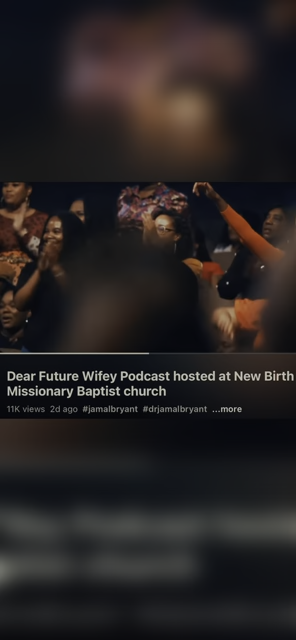 Dear Future Wifey Podcast hosted at New Birth
Missionary Baptist church
11K views 2d ago #jamalbryant #drjamalbryant ...more